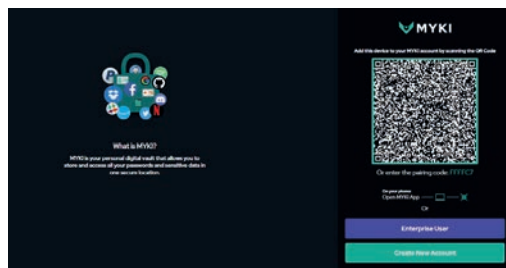 What is MYKI?
MYKI is your personal digital vault that allows you to
store and access all your passwords and sensitive data in
one secure location.
MYKI
Add this device to your MYKI account by scanning the QR Code
Or enter the pairing code: FFFFC7
On your phone:
Open MYKI App
Or
Enterprise User
Create New Account